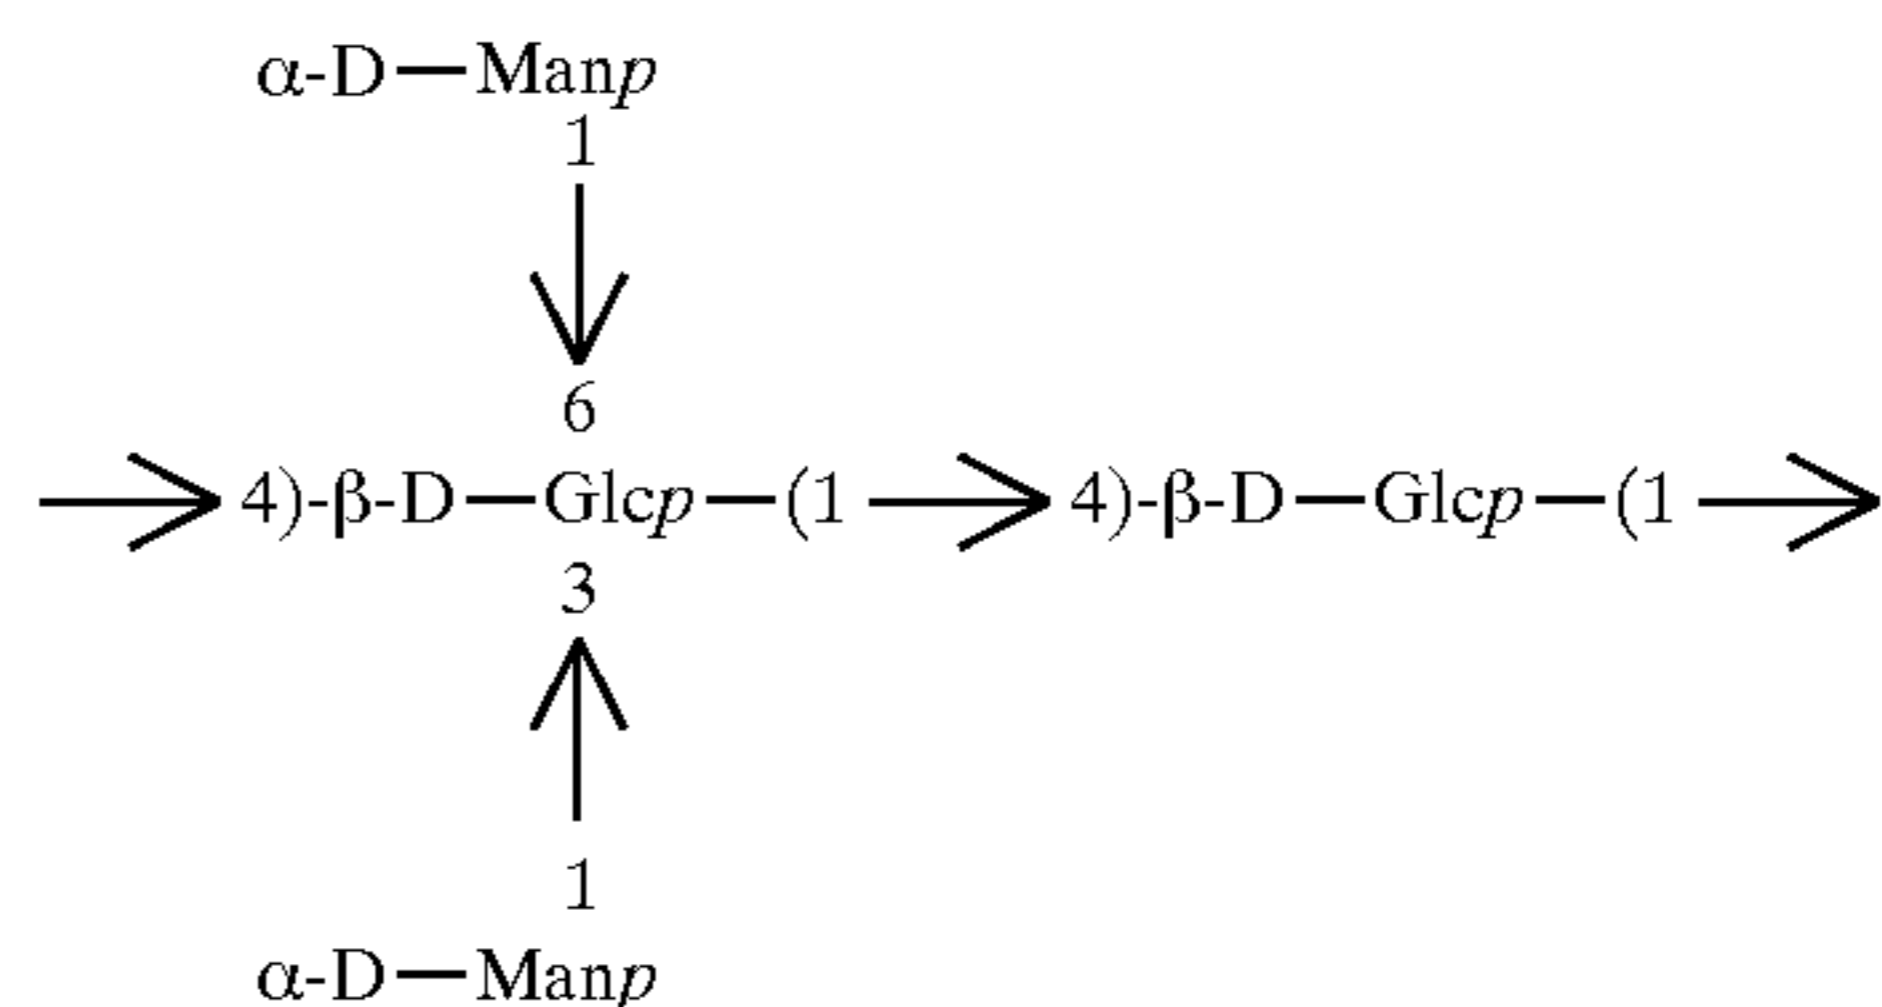 α-D—Manp
1
6
4)-β-D—Glcp—(1 → 4)-β-D—Glcp—(1 →
3
1
α-D—Manp